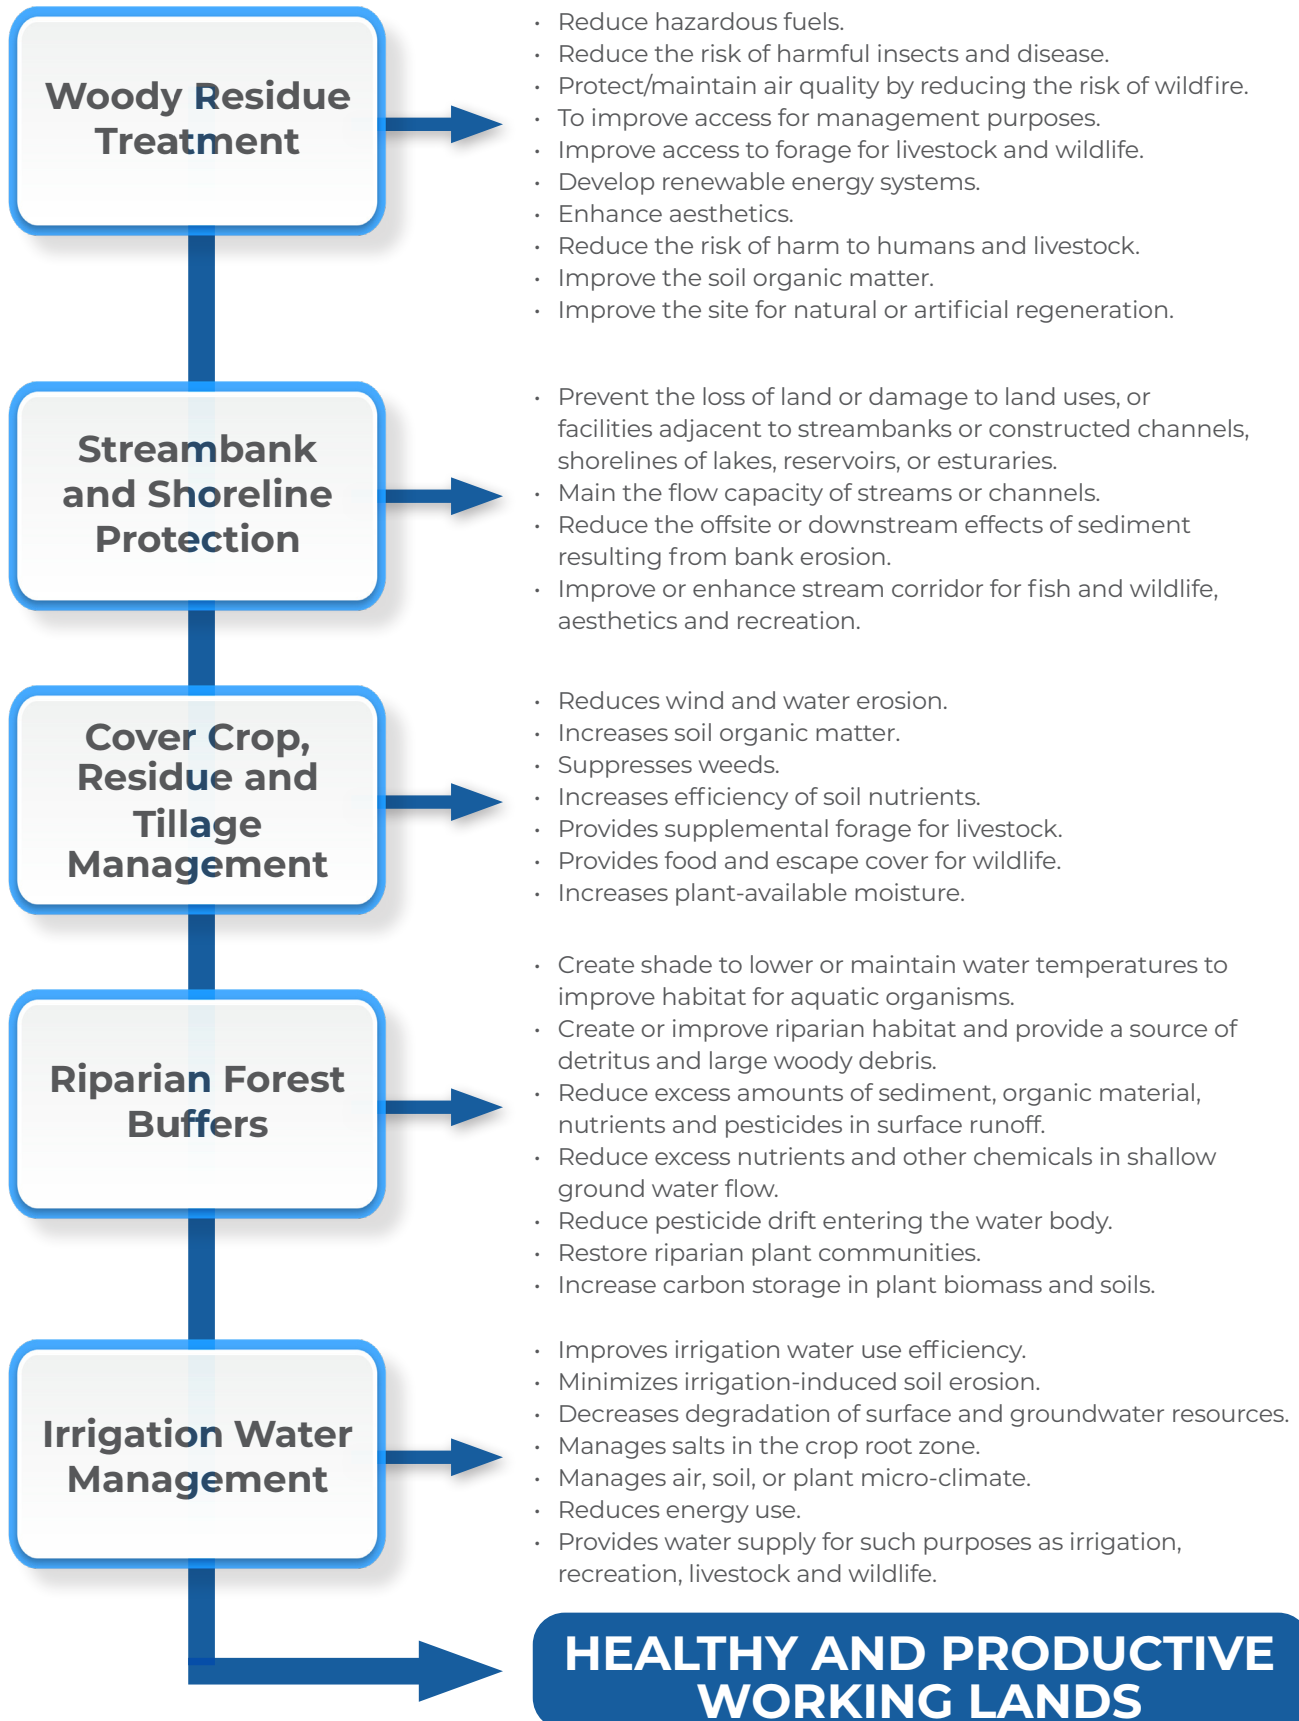 Woody Residue
Treatment
• Reduce hazardous fuels.
• Reduce the risk of harmful insects and disease.
• Protect/maintain air quality by reducing the risk of wildfire.
• To improve access for management purposes.
• Improve access to forage for livestock and wildlife.
• Develop renewable energy systems.
• Enhance aesthetics.
• Reduce the risk of harm to humans and livestock.
• Improve the soil organic matter.
• Improve the site for natural or artificial regeneration.
Streambank
and Shoreline
Protection
• Prevent the loss of land or damage to land uses, or
facilities adjacent to streambanks or constructed channels,
shorelines of lakes, reservoirs, or esturaries.
• Main the flow capacity of streams or channels.
• Reduce the offsite or downstream effects of sediment
resulting from bank erosion.
• Improve or enhance stream corridor for fish and wildlife,
aesthetics and recreation.
Cover Crop,
Residue and
Tillage
Management
• Reduces wind and water erosion.
• Increases soil organic matter.
• Suppresses weeds.
• Increases efficiency of soil nutrients.
• Provides supplemental forage for livestock.
• Provides food and escape cover for wildlife.
• Increases plant-available moisture.
Riparian Forest
Buffers
• Create shade to lower or maintain water temperatures to
improve habitat for aquatic organisms.
• Create or improve riparian habitat and provide a source of
detritus and large woody debris.
• Reduce excess amounts of sediment, organic material,
nutrients and pesticides in surface runoff.
• Reduce excess nutrients and other chemicals in shallow
ground water flow.
• Reduce pesticide drift entering the water body.
• Restore riparian plant communities.
• Increase carbon storage in plant biomass and soils.
Irrigation Water
Management
• Improves irrigation water use efficiency.
• Minimizes irrigation-induced soil erosion.
• Decreases degradation of surface and groundwater resources.
• Manages salts in the crop root zone.
• Manages air, soil, or plant micro-climate.
• Reduces energy use.
• Provides water supply for such purposes as irrigation,
recreation, livestock and wildlife.
HEALTHY AND PRODUCTIVE
WORKING LANDS